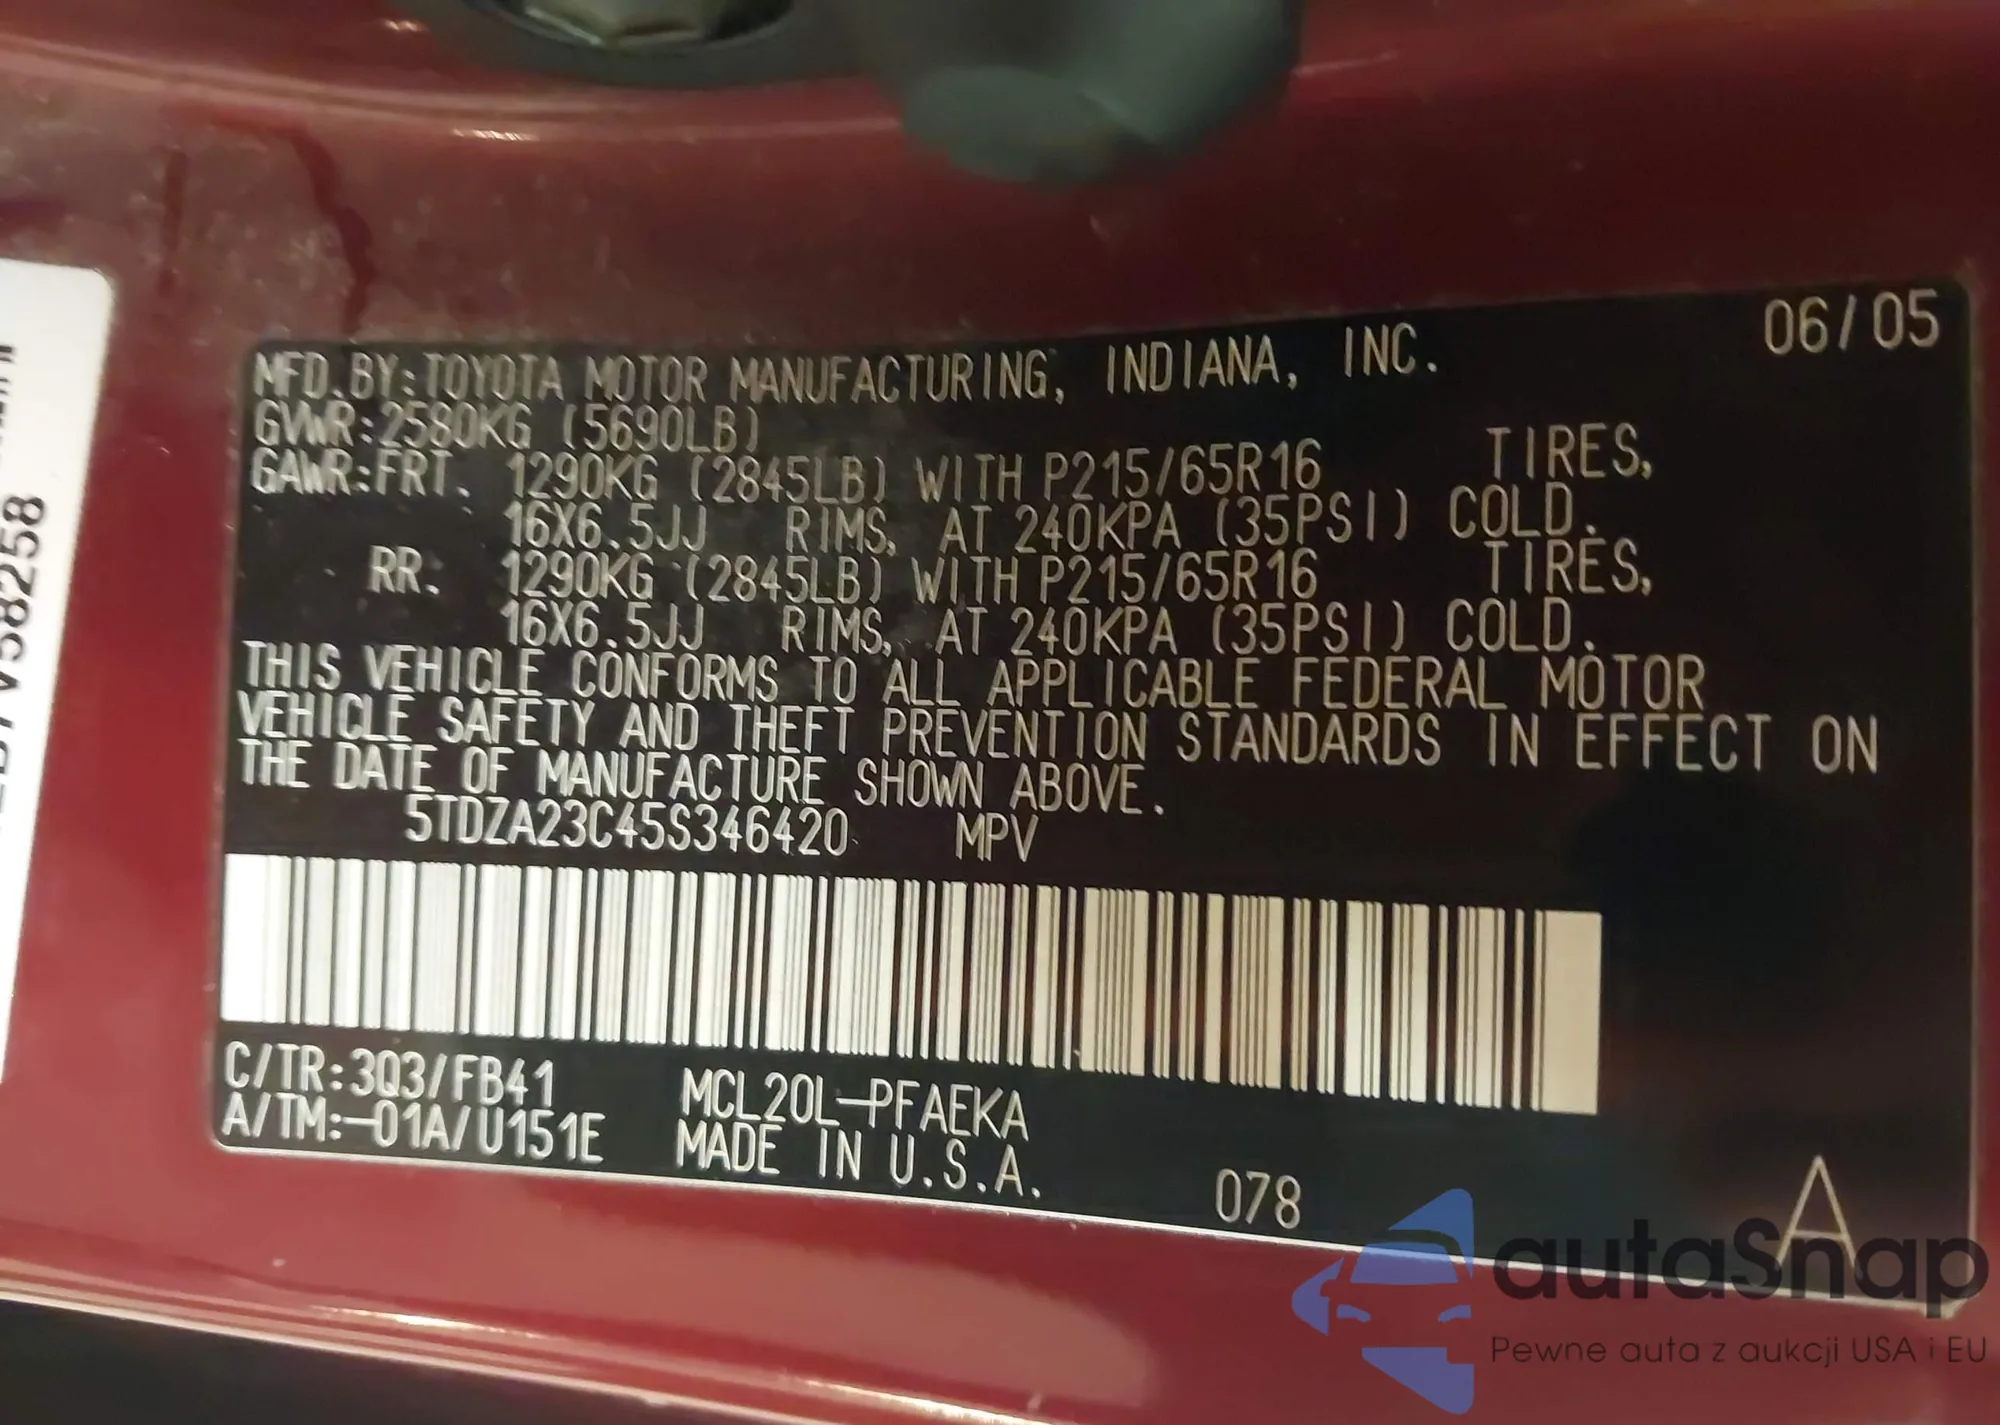 06/05
MFD.BY:TOYOTA MOTOR MANUFACTURING, INDIANA, INC.
GVWR:2580KG (5690LB)
GAWR:FRT. 1290KG (2845LB) WITH P215/65R16 TIRES,
16X6.5JJ RIMS, AT 240KPA (35PSI) COLD.
RR. 1290KG (2845LB) WITH P215/65R16 TIRES,
16X6.5JJ RIMS, AT 240KPA (35PSI) COLD.
THIS VEHICLE CONFORMS TO ALL APPLICABLE FEDERAL MOTOR
VEHICLE SAFETY AND THEFT PREVENTION STANDARDS IN EFFECT ON
THE DATE OF MANUFACTURE SHOWN ABOVE.
5TDZA23C45S346420 MPV
C/TR:3Q3/FB41 MCL20L-PFAEKA
A/TM:-01A/U151E MADE IN U.S.A.
078
A
autaSnap
Pewne auta z aukcji USA i EU